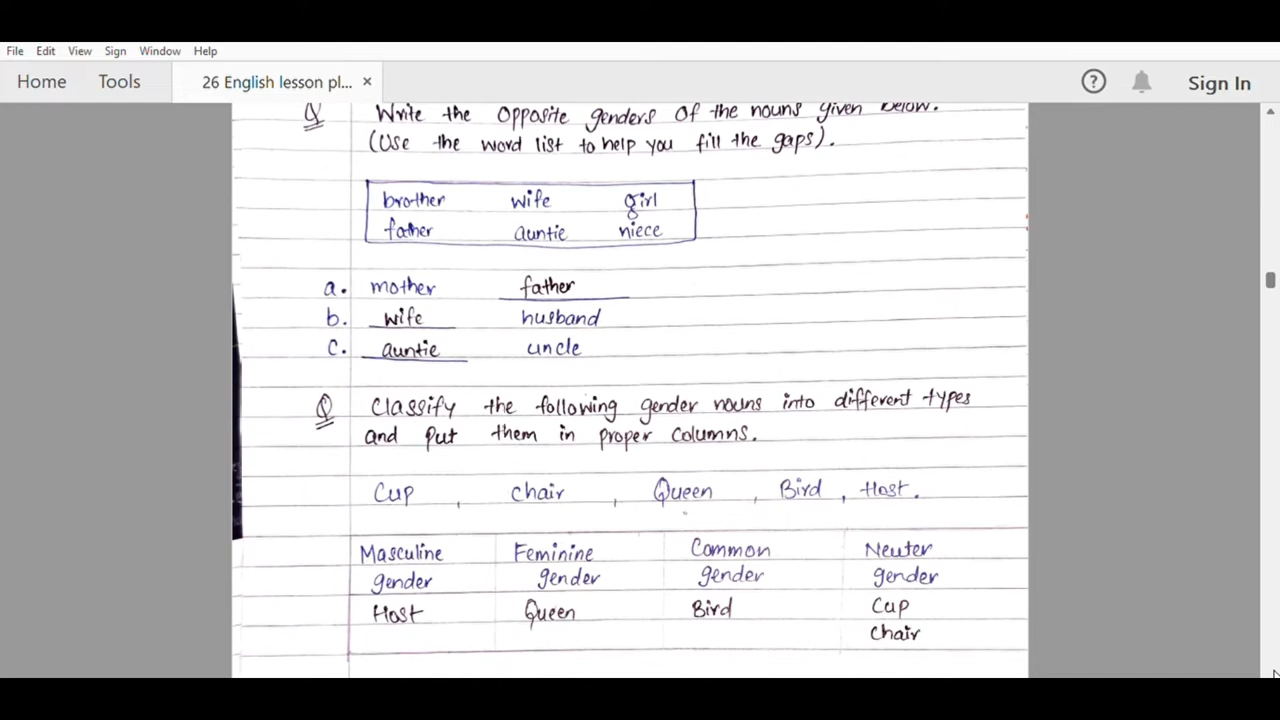 File Edit View Sign Window Help
Home Tools 26 English lesson pl... × ? Sign In
Q Write the opposite genders of the nouns given below.
(Use the word list to help you fill the gaps).
brother wife girl
father auntie niece
a. mother father
b. wife husband
c. auntie uncle
Q Classify the following gender nouns into different types
and put them in proper columns.
Cup , Chair , Queen , Bird , Host.
Masculine Feminine Common Neuter
gender gender gender gender
Host Queen Bird Cup
Chair